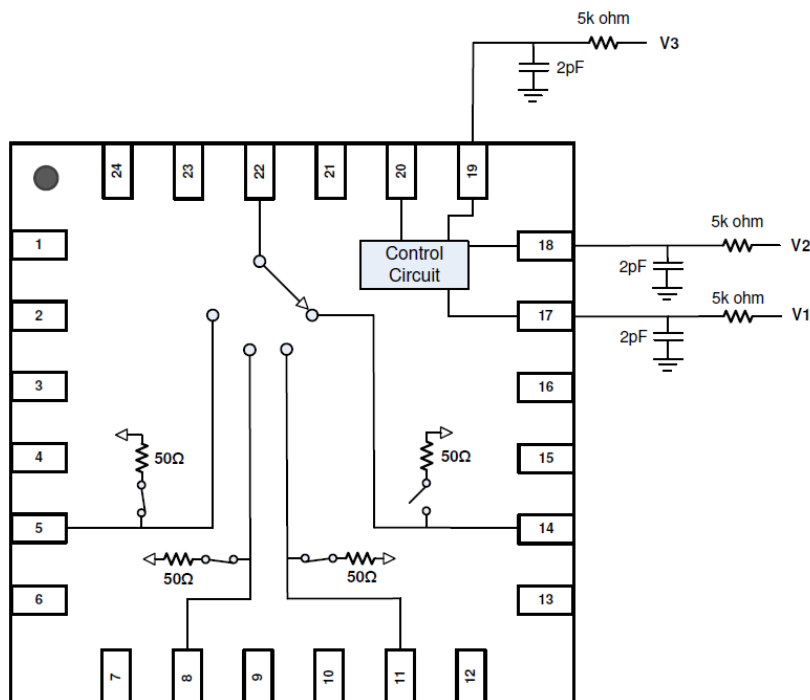 5k ohm
V3
2pF
24
23
22
21
20
19
1
2
3
4
5
6
Control
Circuit
18
17
16
15
14
13
5k ohm
V2
2pF
5k ohm
V1
2pF
50Ω
50Ω
50Ω
50Ω
7
8
9
10
11
12